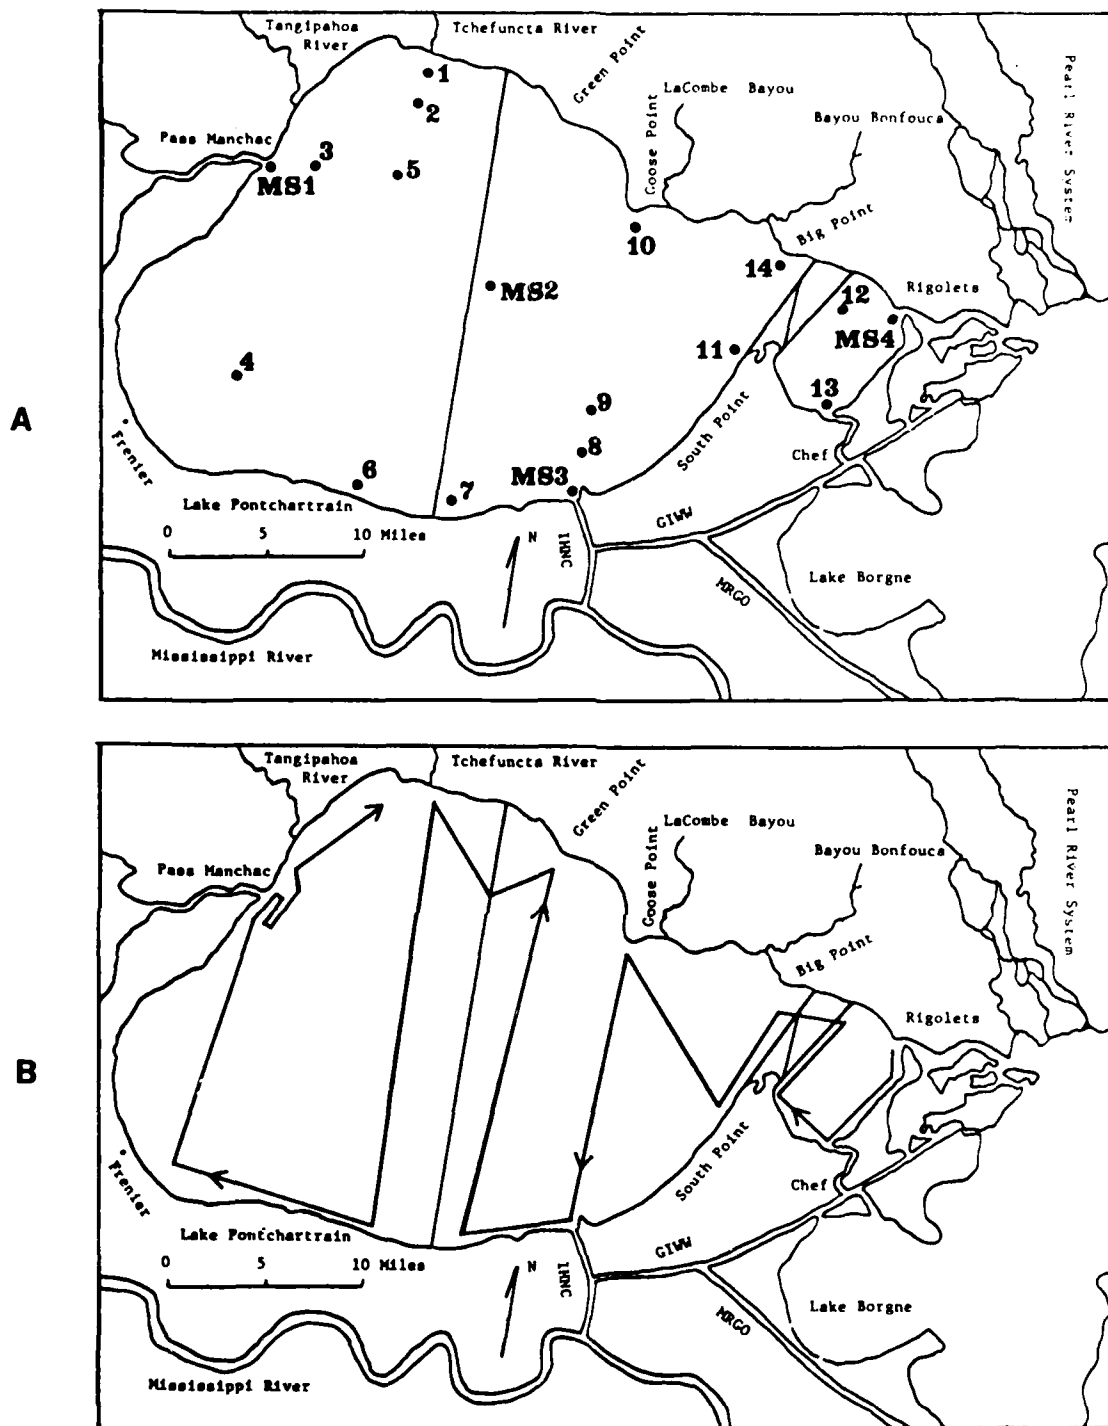 A
Tangipahoa
River
Tchefuncta River
Green Point
Goose Point
LaCombe Bayou
Bayou Bonfouca
Pearl River System
Pass Manchac
MS1
1
2
3
5
10
Big Point
14
MS2
12
Rigolets
MS4
11
4
13
9
South Point
8
Chef
Frenier
6
MS3
7
Lake Pontchartrain
GIWW
0 5 10 Miles
N
IHNC
MRGO
Lake Borgne
Mississippi River
B
Tangipahoa
River
Tchefuncta River
Green Point
Goose Point
LaCombe Bayou
Bayou Bonfouca
Pearl River
System
Pass Manchac
Big Point
Rigolets
South Point
Chef
Frenier
Lake Pontchartrain
GIWW
0 5 10 Miles
N
IHNC
MRGO
Lake Borgne
Mississippi River